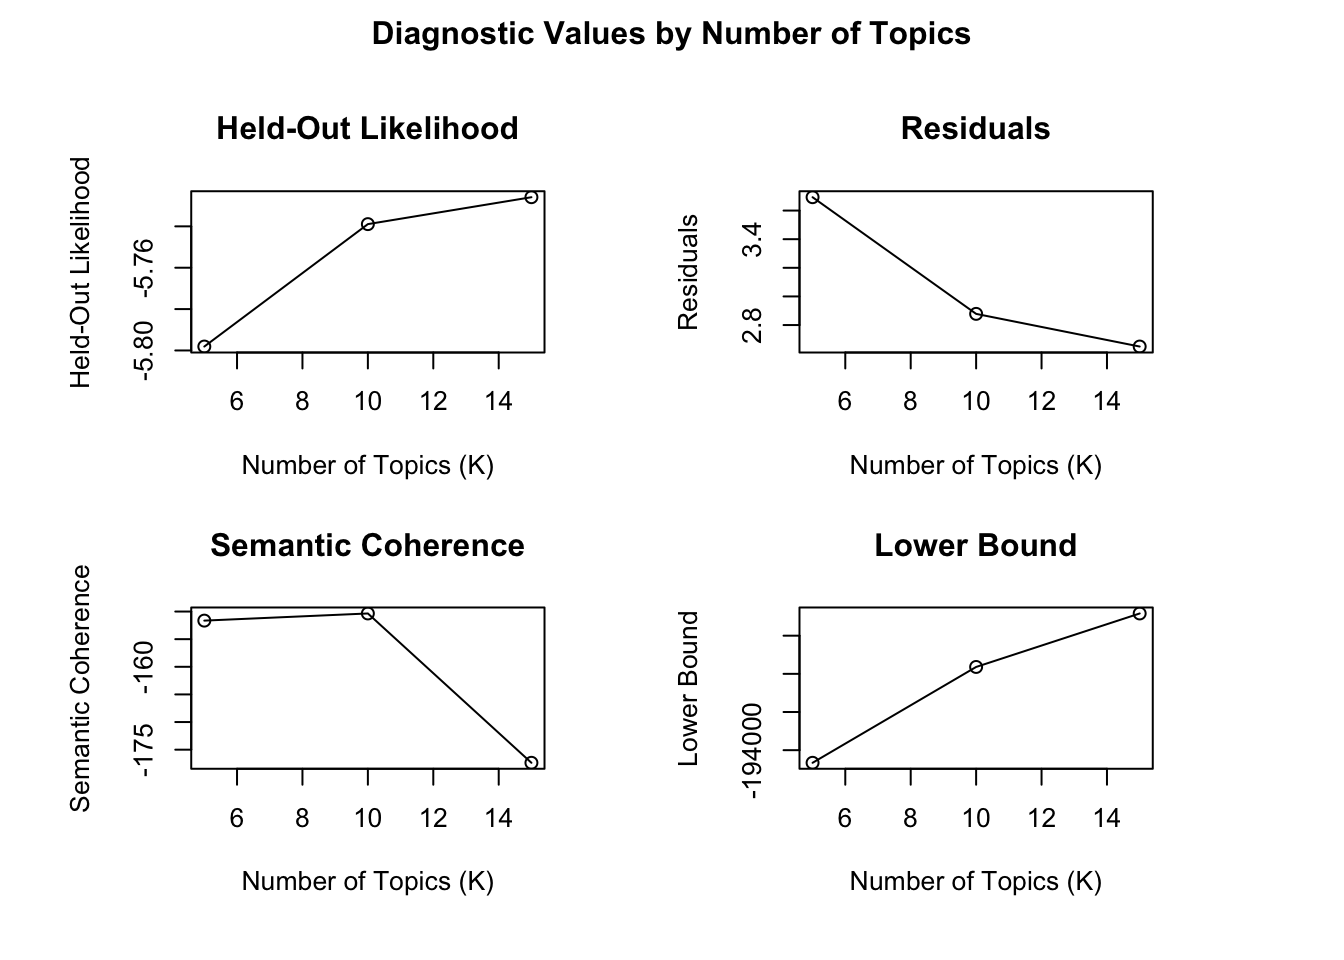 Diagnostic Values by Number of Topics
Held-Out Likelihood
Held-Out Likelihood
-5.76
-5.80
6 8 10 12 14
Number of Topics (K)
Residuals
Residuals
3.4
2.8
6 8 10 12 14
Number of Topics (K)
Semantic Coherence
Semantic Coherence
-160
-175
6 8 10 12 14
Number of Topics (K)
Lower Bound
Lower Bound
-194000
6 8 10 12 14
Number of Topics (K)